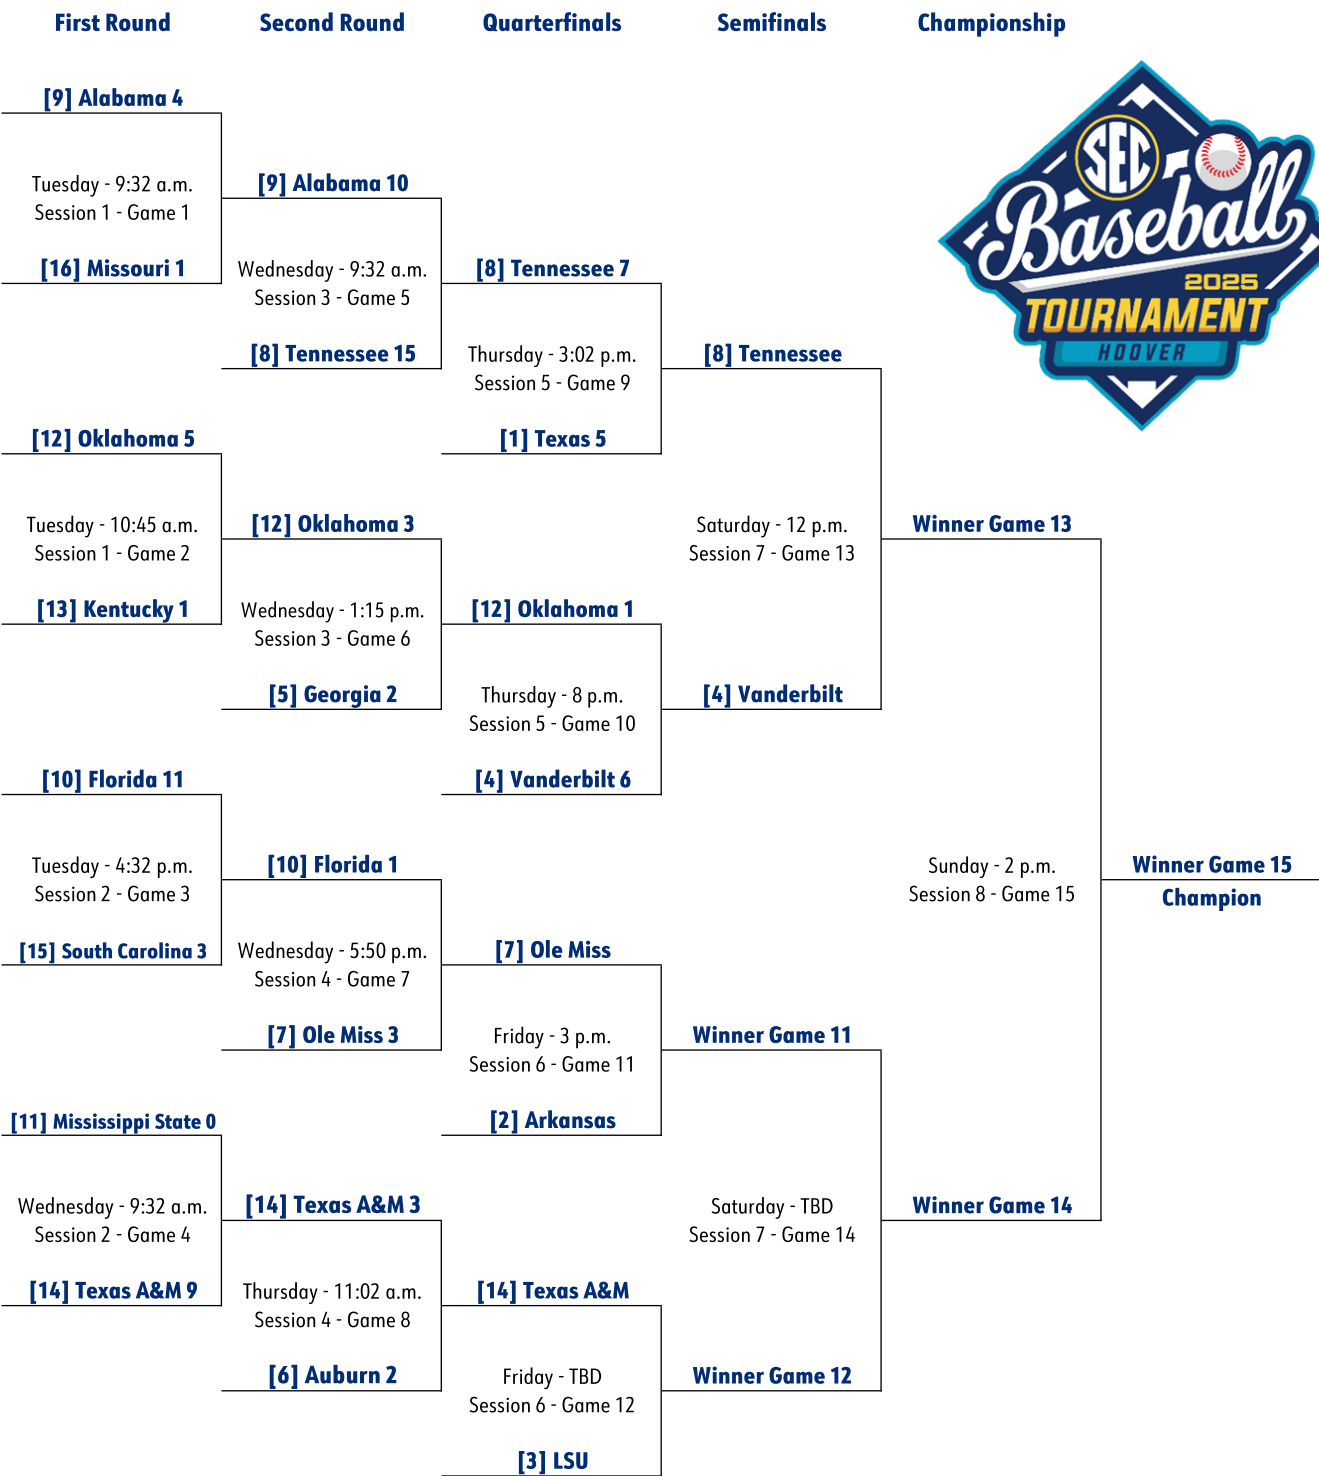 First Round
Second Round
Quarterfinals
Semifinals
Championship
SEC
Baseball
2025
TOURNAMENT
HOOVER
[9] Alabama 4
Tuesday - 9:32 a.m.
Session 1 - Game 1
[16] Missouri 1
[12] Oklahoma 5
Tuesday - 10:45 a.m.
Session 1 - Game 2
[13] Kentucky 1
[10] Florida 11
Tuesday - 4:32 p.m.
Session 2 - Game 3
[15] South Carolina 3
[11] Mississippi State 0
Wednesday - 9:32 a.m.
Session 2 - Game 4
[14] Texas A&M 9
[9] Alabama 10
Wednesday - 9:32 a.m.
Session 3 - Game 5
[8] Tennessee 15
[12] Oklahoma 3
Wednesday - 1:15 p.m.
Session 3 - Game 6
[5] Georgia 2
[10] Florida 1
Wednesday - 5:50 p.m.
Session 4 - Game 7
[7] Ole Miss 3
[14] Texas A&M 3
Thursday - 11:02 a.m.
Session 4 - Game 8
[6] Auburn 2
[8] Tennessee 7
Thursday - 3:02 p.m.
Session 5 - Game 9
[1] Texas 5
[12] Oklahoma 1
Thursday - 8 p.m.
Session 5 - Game 10
[4] Vanderbilt 6
[7] Ole Miss
Friday - 3 p.m.
Session 6 - Game 11
[2] Arkansas
[14] Texas A&M
Friday - TBD
Session 6 - Game 12
[3] LSU
[8] Tennessee
Saturday - 12 p.m.
Session 7 - Game 13
[4] Vanderbilt
Winner Game 11
Saturday - TBD
Session 7 - Game 14
Winner Game 12
Winner Game 13
Sunday - 2 p.m.
Session 8 - Game 15
Winner Game 14
Winner Game 15
Champion